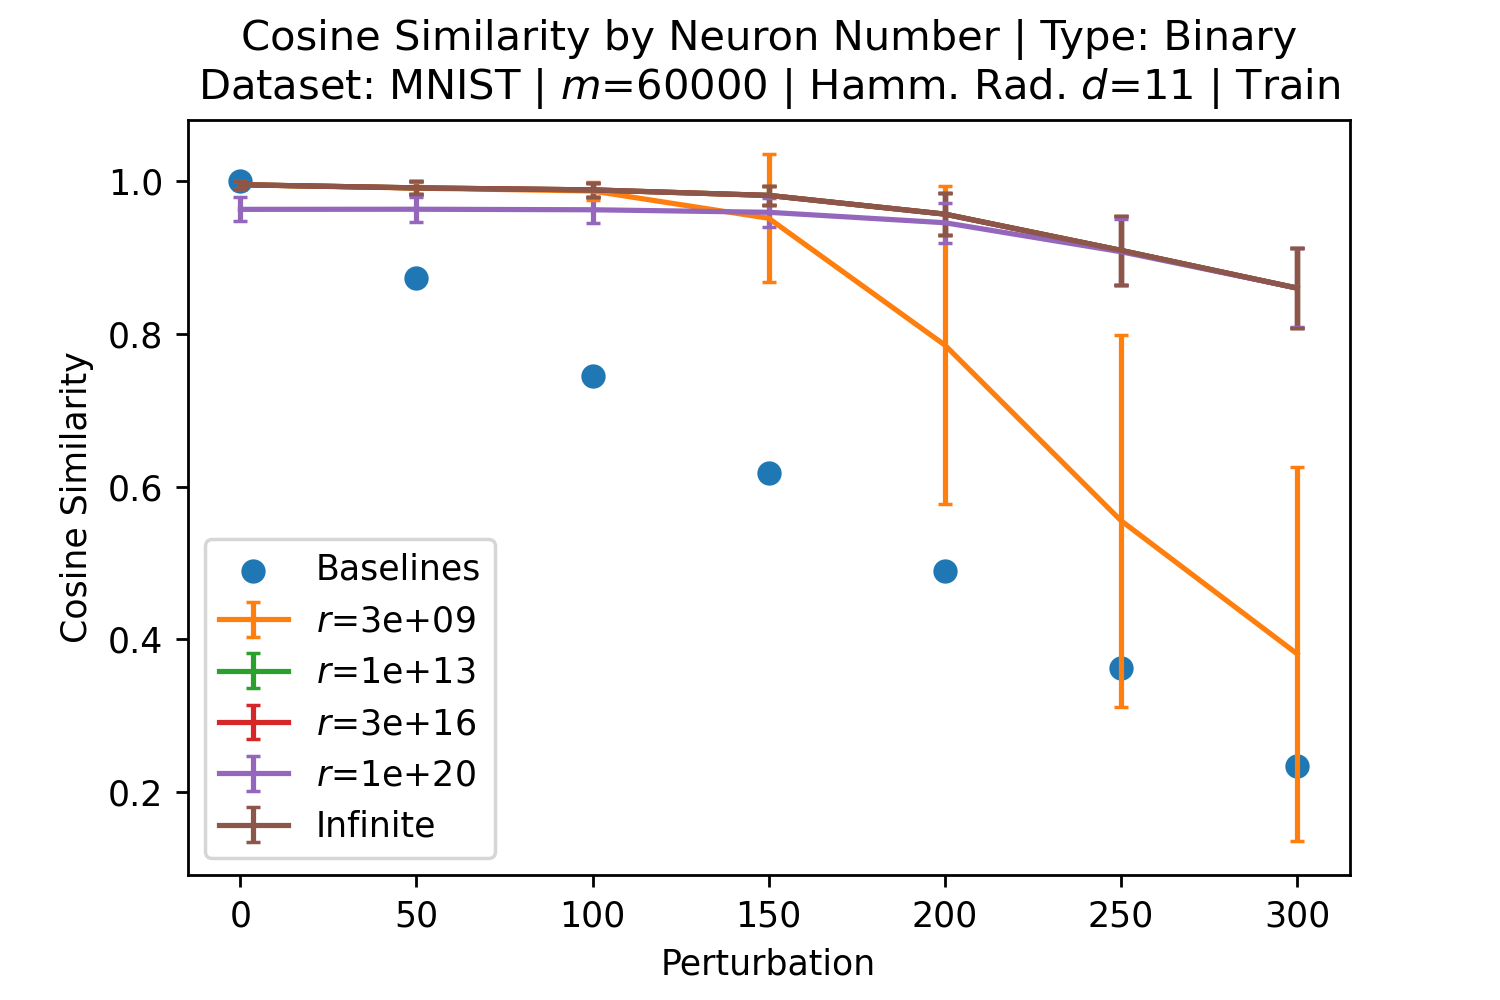 Cosine Similarity by Neuron Number | Type: Binary
Dataset: MNIST | m=60000 | Hamm. Rad. d=11 | Train
Cosine Similarity
1.0
0.8
0.6
0.4
0.2
Baselines
r=3e+09
r=1e+13
r=3e+16
r=1e+20
Infinite
0 50 100 150 200 250 300
Perturbation